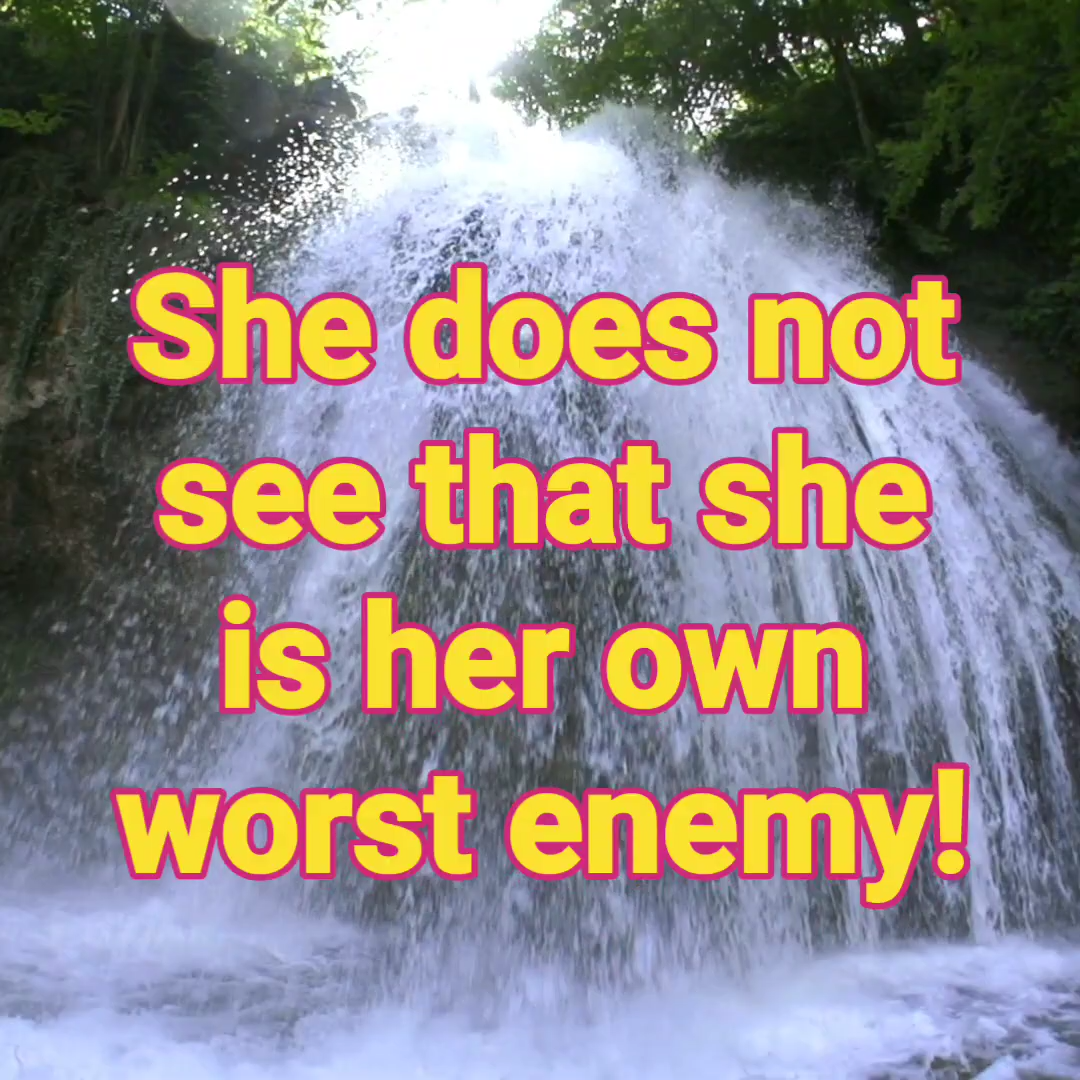 She does not
see that she
is her own
worst enemy!